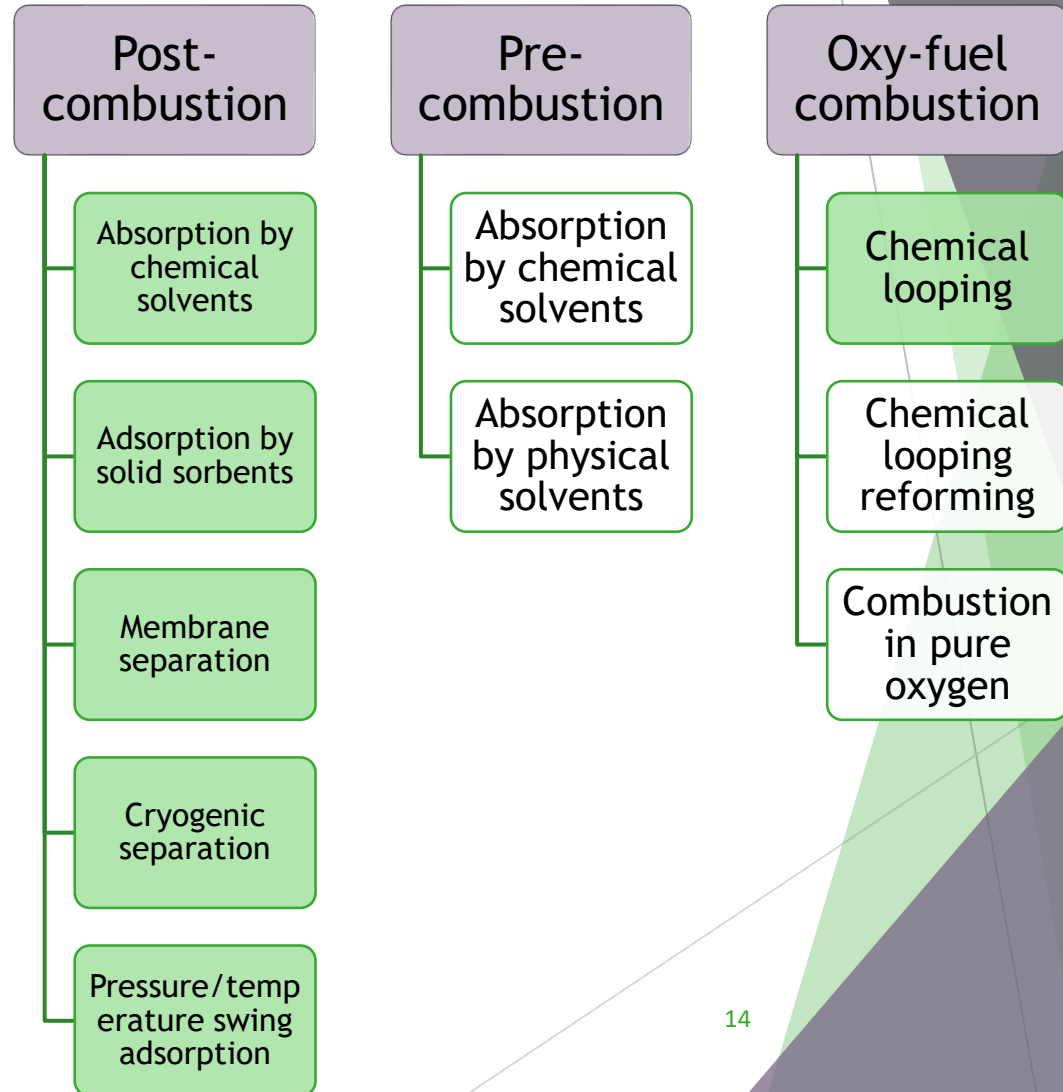 Post-
combustion
Absorption by
chemical
solvents
Adsorption by
solid sorbents
Membrane
separation
Cryogenic
separation
Pressure/temp
erature swing
adsorption
Pre-
combustion
Absorption
by chemical
solvents
Absorption
by physical
solvents
Oxy-fuel
combustion
Chemical
looping
Chemical
looping
reforming
Combustion
in pure
oxygen
14